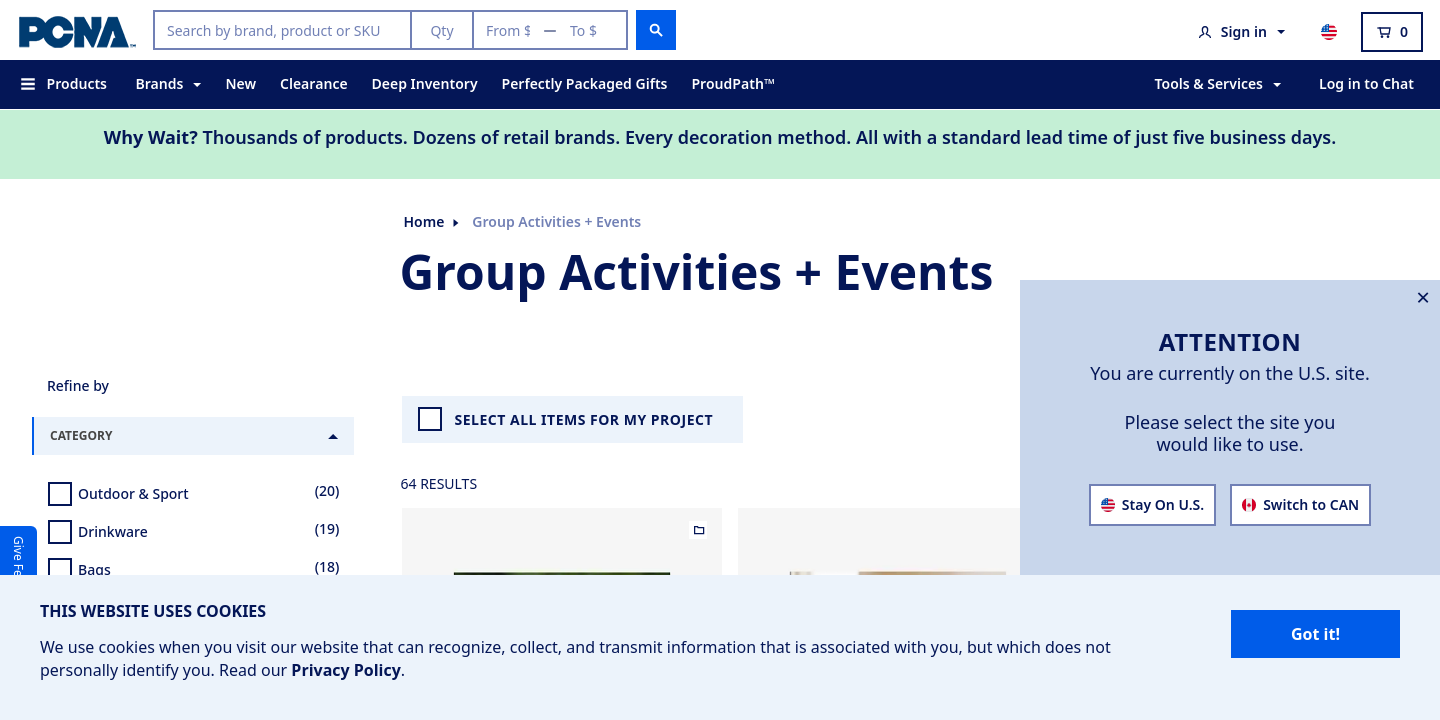 PCNA™
Search by brand, product or SKU
Qty
From $ — To $
Sign in
0
Products
Brands
New
Clearance
Deep Inventory
Perfectly Packaged Gifts
ProudPath™
Tools & Services
Log in to Chat
Why Wait? Thousands of products. Dozens of retail brands. Every decoration method. All with a standard lead time of just five business days.
Home
Group Activities + Events
Group Activities + Events
Refine by
CATEGORY
Outdoor & Sport (20)
Drinkware (19)
Bags (18)
SELECT ALL ITEMS FOR MY PROJECT
64 RESULTS
ATTENTION
You are currently on the U.S. site.
Please select the site you
would like to use.
Stay On U.S.
Switch to CAN
Give Fe
THIS WEBSITE USES COOKIES
We use cookies when you visit our website that can recognize, collect, and transmit information that is associated with you, but which does not
personally identify you. Read our Privacy Policy.
Got it!